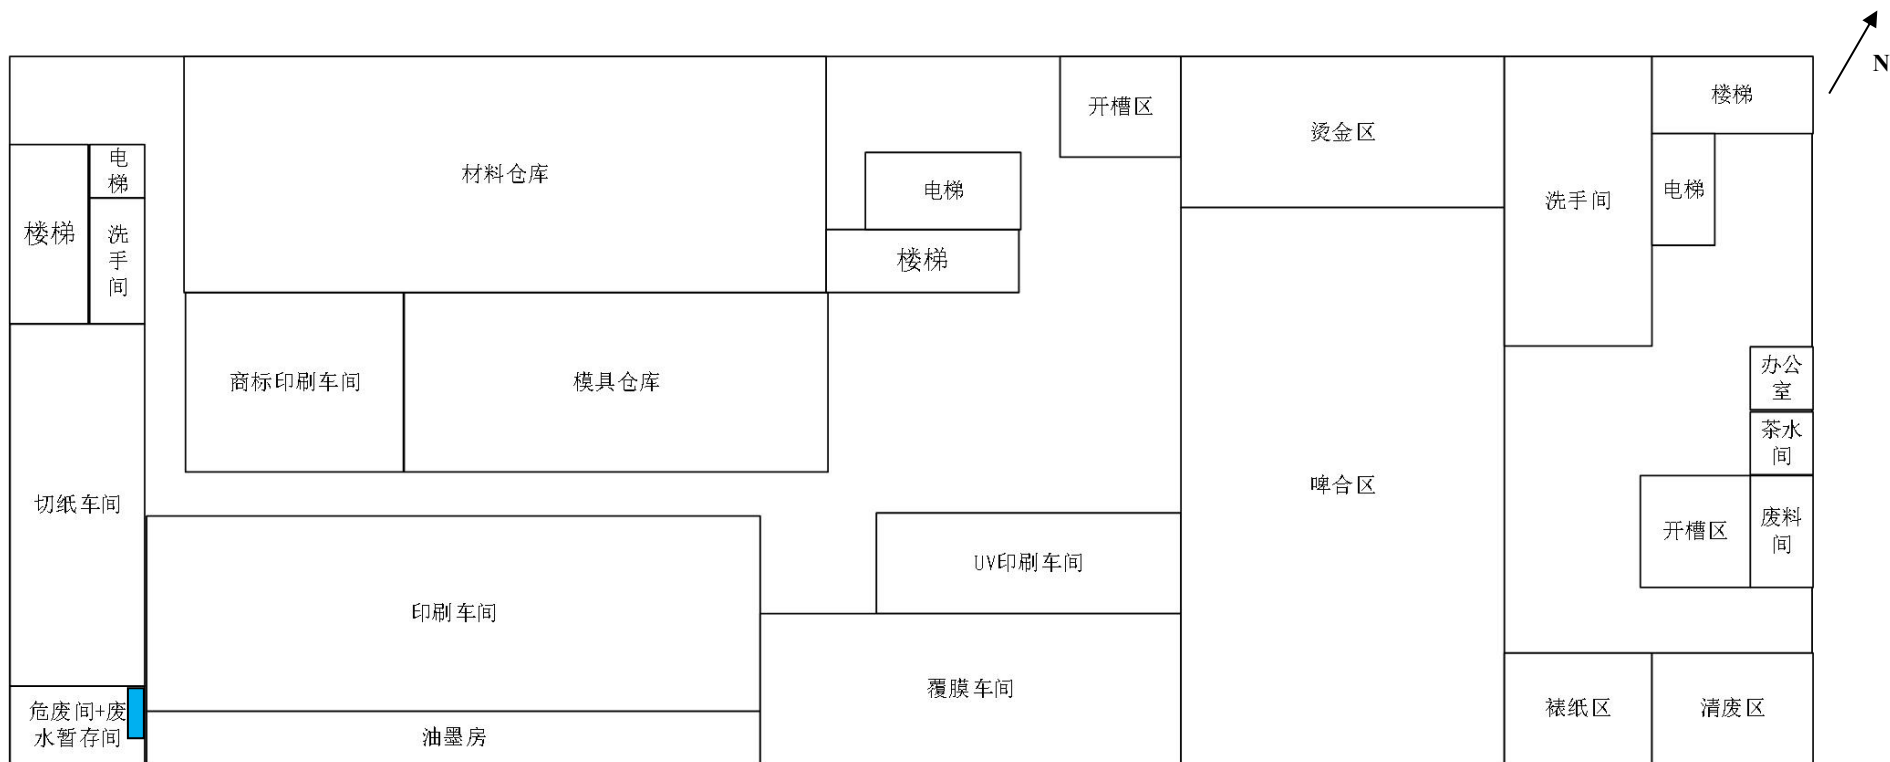 N
楼梯
开槽区
烫金区
电
梯
材料仓库
电梯
洗手间
电梯
楼梯
洗
手
间
楼梯
商标印刷车间
模具仓库
办公
室
茶水
间
切纸车间
啤合区
开槽区
废料
间
UV印刷车间
印刷车间
覆膜车间
裱纸区
清废区
危废间+废
水暂存间
油墨房